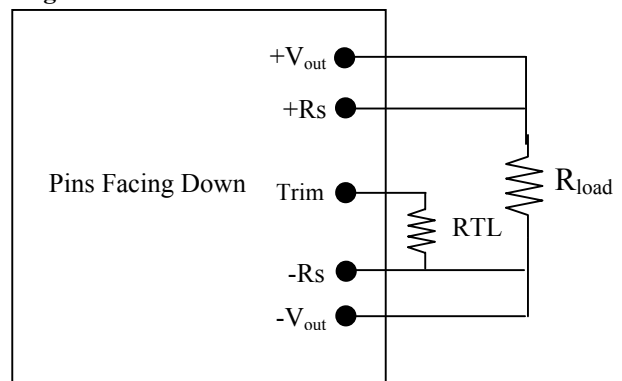 +Vout
+Rs
Pins Facing Down
Trim
Rload
RTL
-Rs
-Vout